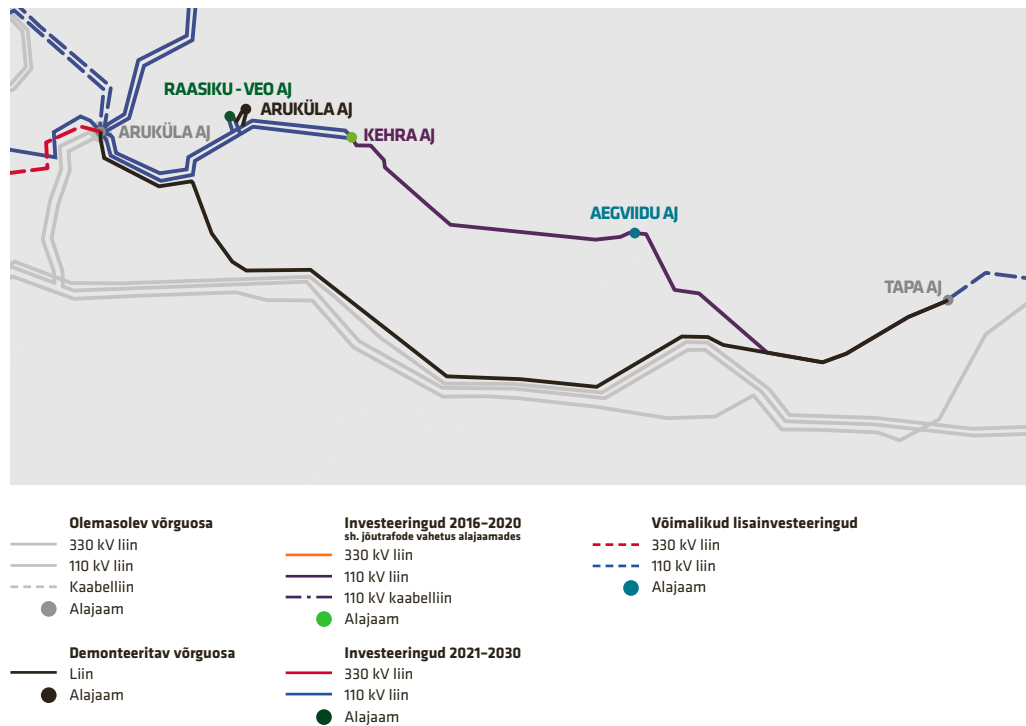 RAASIKU - VEO AJ
ARUKÜLA AJ
ARUKÜLA AJ
KEHRA AJ
AEGVIIDU AJ
TAPA AJ
Olemasolev võrguosa
330 kV liin
110 kV liin
Kaabelliin
Alajaam
Demonteeritav võrguosa
Liin
Alajaam
Investeeringud 2016–2020
sh. jõutrafode vahetus alajaamades
330 kV liin
110 kV liin
110 kV kaabelliin
Alajaam
Investeeringud 2021–2030
330 kV liin
110 kV liin
Alajaam
Võimalikud lisainvesteeringud
330 kV liin
110 kV liin
Alajaam